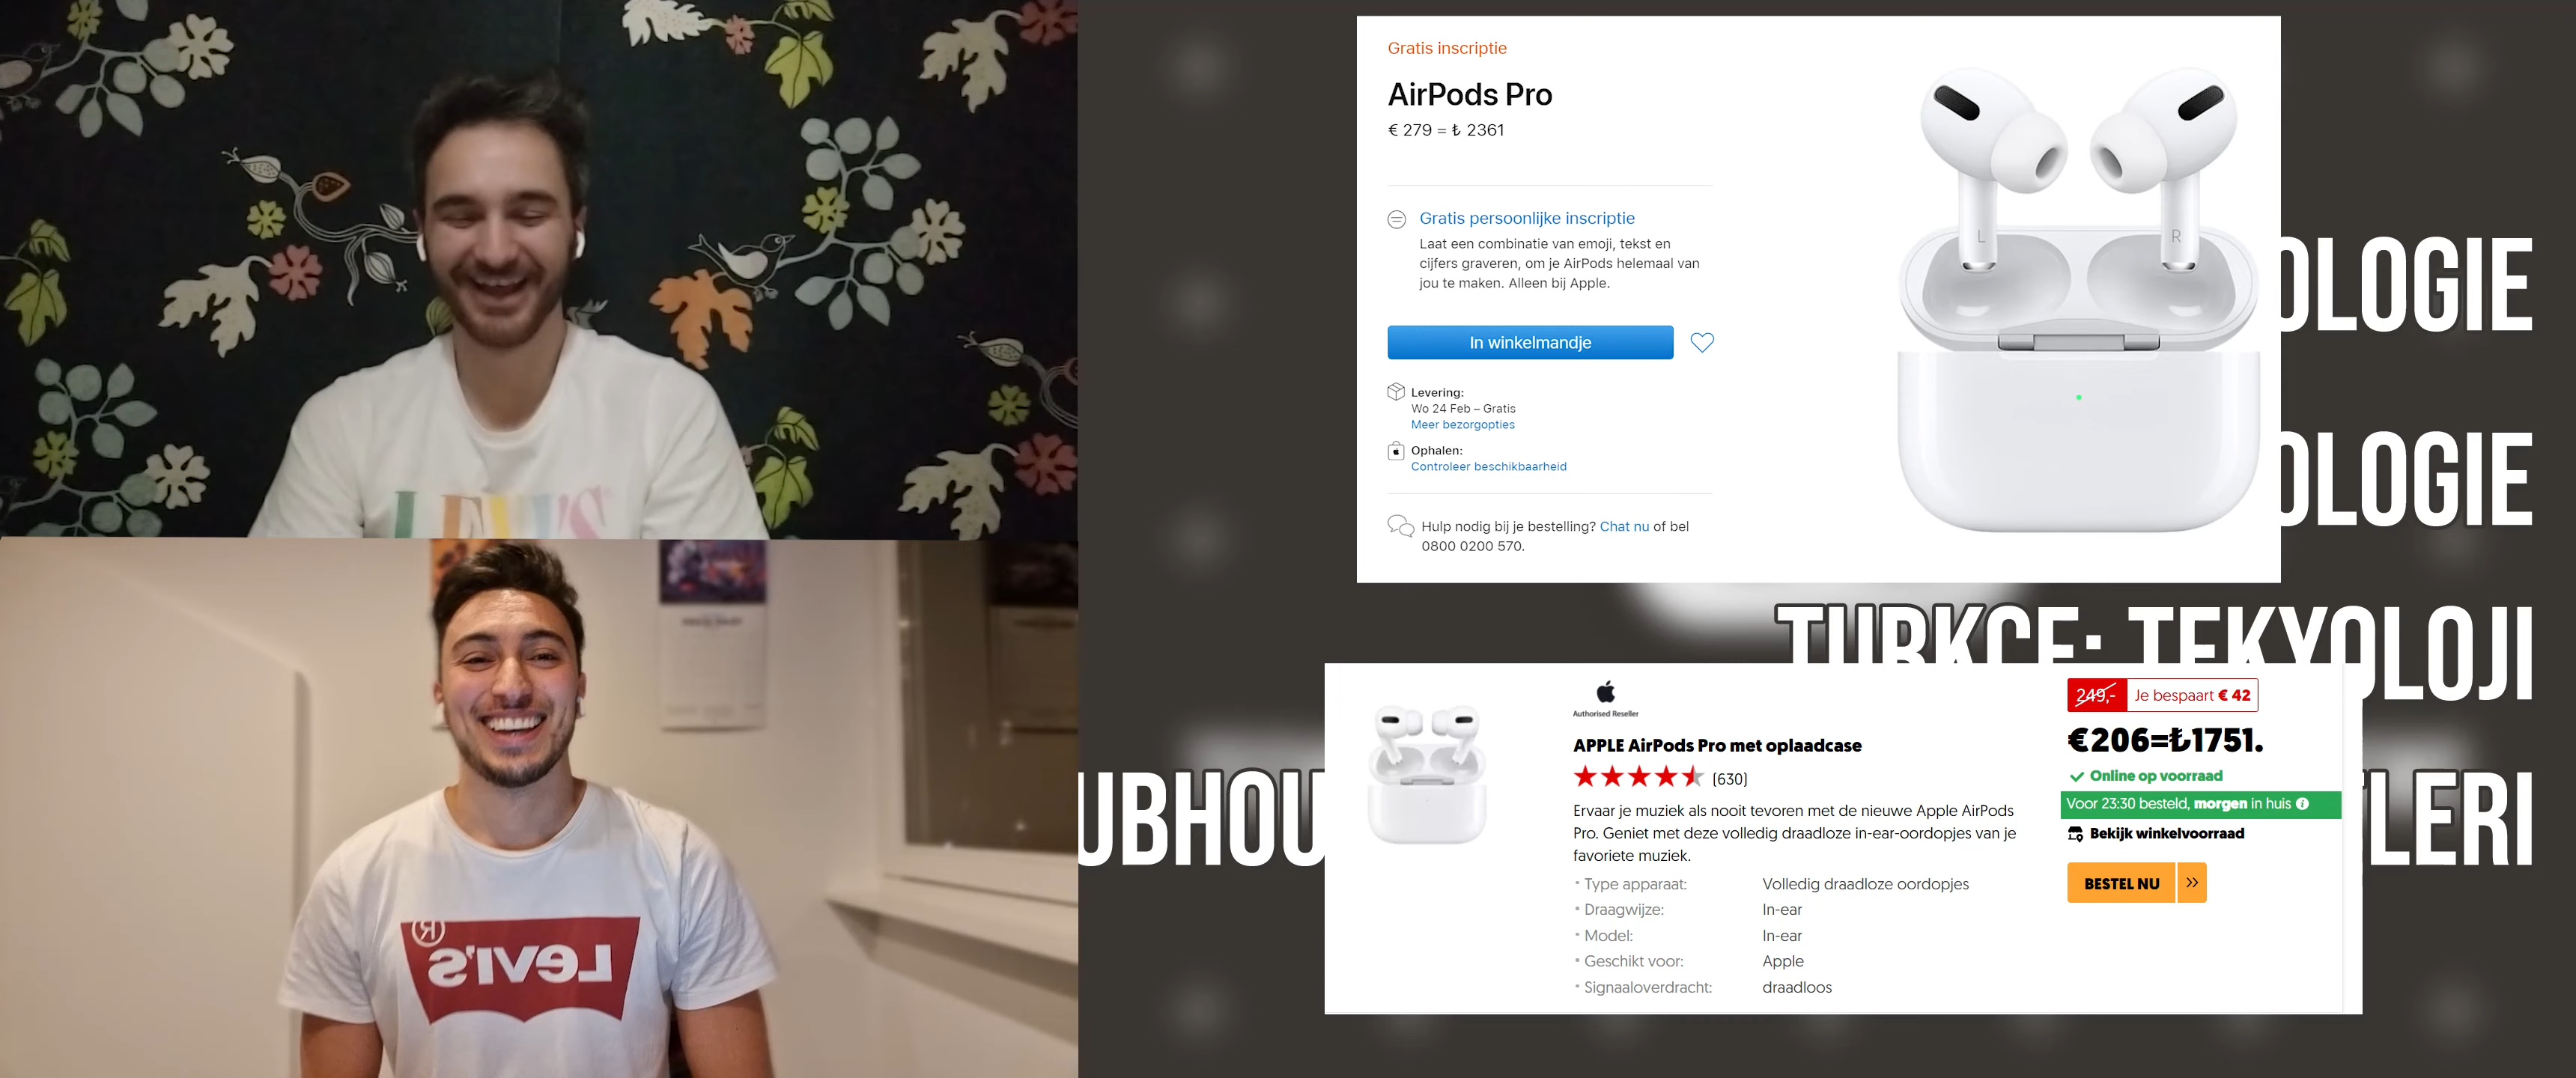 LEVI'S
LEVI'S
®
Gratis inscriptie
AirPods Pro
€ 279 = ₺ 2361
Gratis persoonlijke inscriptie
Laat een combinatie van emoji, tekst en
cijfers graveren, om je AirPods helemaal van
jou te maken. Alleen bij Apple.
In winkelmandje
Levering:
Wo 24 Feb – Gratis
Meer bezorgopties
Ophalen:
Controleer beschikbaarheid
Hulp nodig bij je bestelling? Chat nu of bel
0800 0200 570.
L R
OLOGIE
OLOGIE
TURKCE: TEKYOLOJI
UBHOU
LERI
Authorised Reseller
APPLE AirPods Pro met oplaadcase
(630)
Ervaar je muziek als nooit tevoren met de nieuwe Apple AirPods
Pro. Geniet met deze volledig draadloze in-ear-oordopjes van je
favoriete muziek.
• Type apparaat: Volledig draadloze oordopjes
• Draagwijze: In-ear
• Model: In-ear
• Geschikt voor: Apple
• Signaaloverdracht: draadloos
249,- Je bespaart € 42
€206=₺1751.
Online op voorraad
Voor 23:30 besteld, morgen in huis
Bekijk winkelvoorraad
BESTEL NU